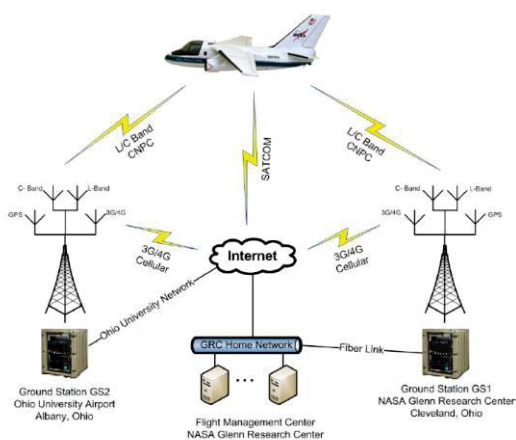 NASA
L/C Band
CNPC
SATCOM
L/C Band
CNPC
C- Band
L-Band
GPS
3G/4G
C- Band
L-Band
3G/4G
GPS
3G/4G
Cellular
Internet
3G/4G
Cellular
Ohio University Network
GRC Home Network
Fiber Link
...
Ground Station GS2
Ohio University Airport
Albany, Ohio
Flight Management Center
NASA Glenn Research Center
Ground Station GS1
NASA Glenn Research Center
Cleveland, Ohio